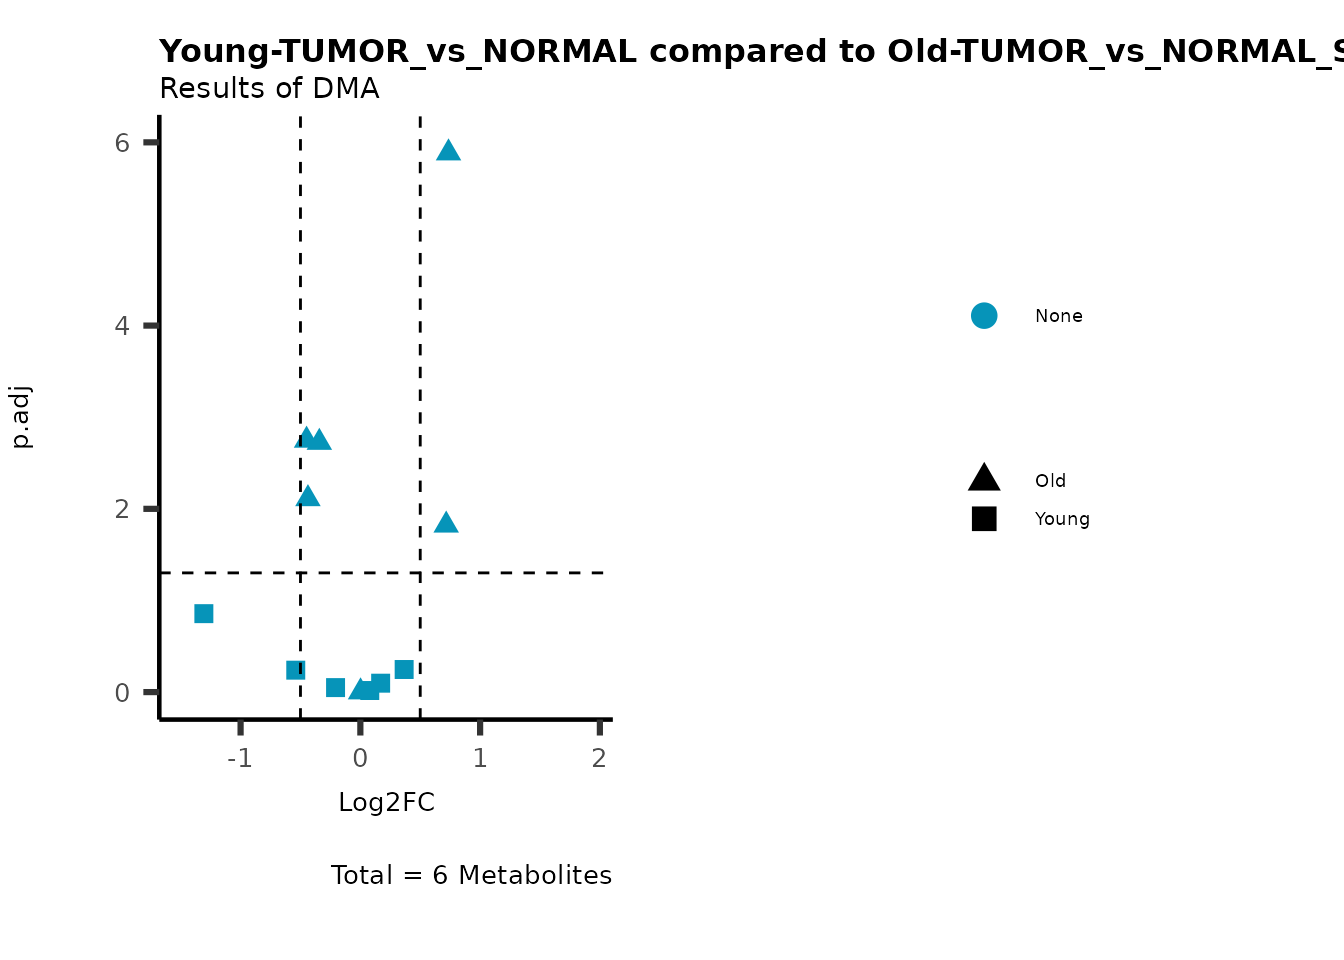 Young-TUMOR_vs_NORMAL compared to Old-TUMOR_vs_NORMAL_S
Results of DMA
6
4
2
0
p.adj
-1 0 1 2
Log2FC
Total = 6 Metabolites
None
Old
Young